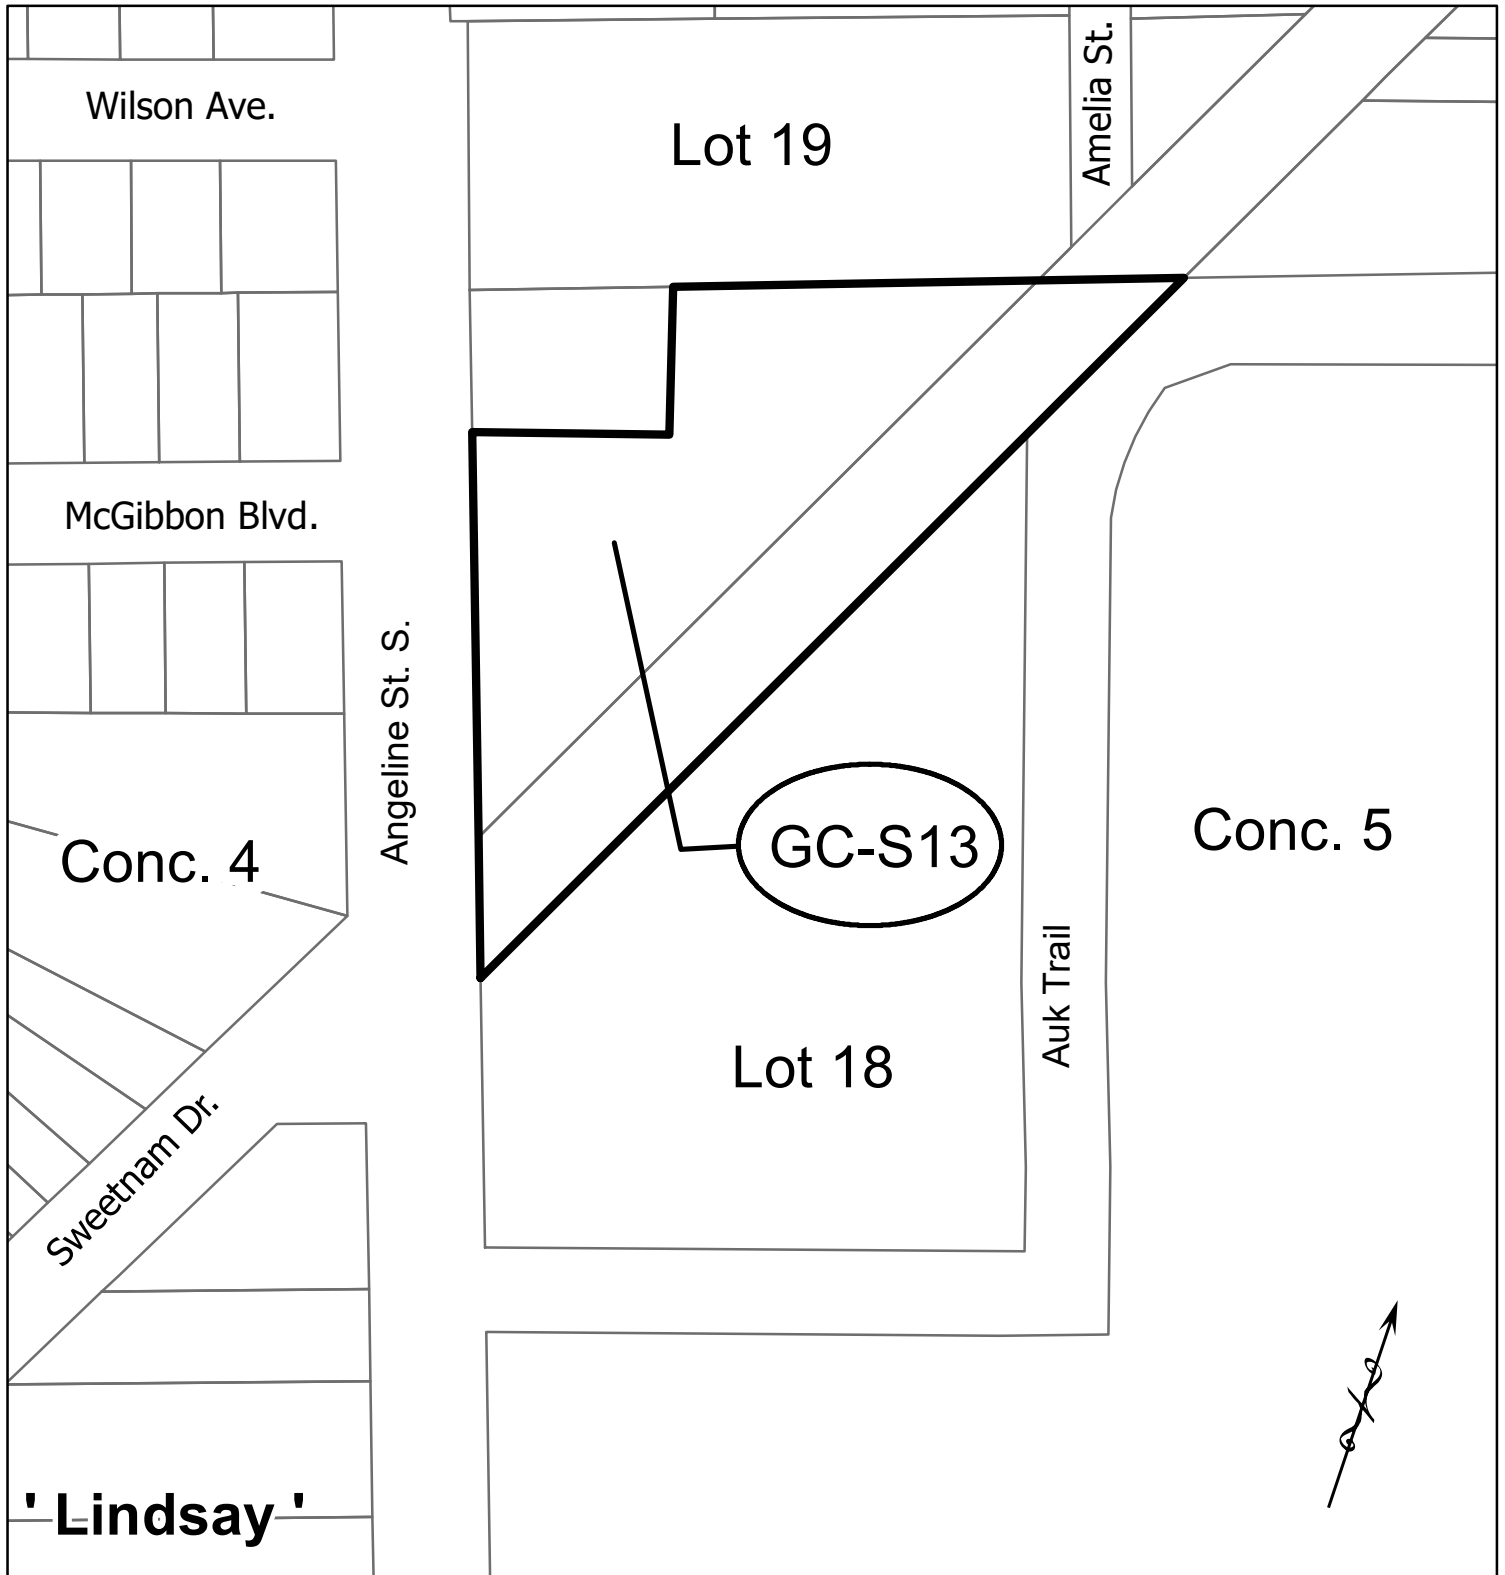 Wilson Ave.
Lot 19
Amelia St.
McGibbon Blvd.
Angeline St. S.
Conc. 4
GC-S13
Conc. 5
Auk Trail
Lot 18
Sweetnam Dr.
N
' Lindsay '